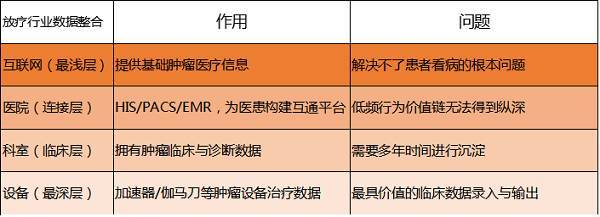 放疗行业数据整合 作用 问题
互联网（最浅层） 提供基础肿瘤医疗信息 解决不了患者看病的根本问题
医院（连接层） HIS/PACS/EMR，为医患构建互通平台 低频行为价值链无法得到纵深
科室（临床层） 拥有肿瘤临床与诊断数据 需要多年时间进行沉淀
设备（最深层） 加速器/伽马刀等肿瘤设备治疗数据 最具价值的临床数据录入与输出